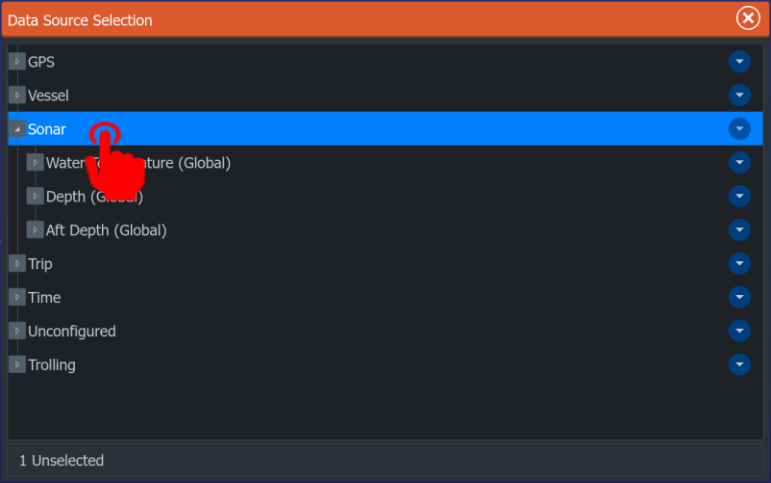 Data Source Selection
GPS
Vessel
Sonar
Water Temperature (Global)
Depth (Global)
Aft Depth (Global)
Trip
Time
Unconfigured
Trolling
1 Unselected